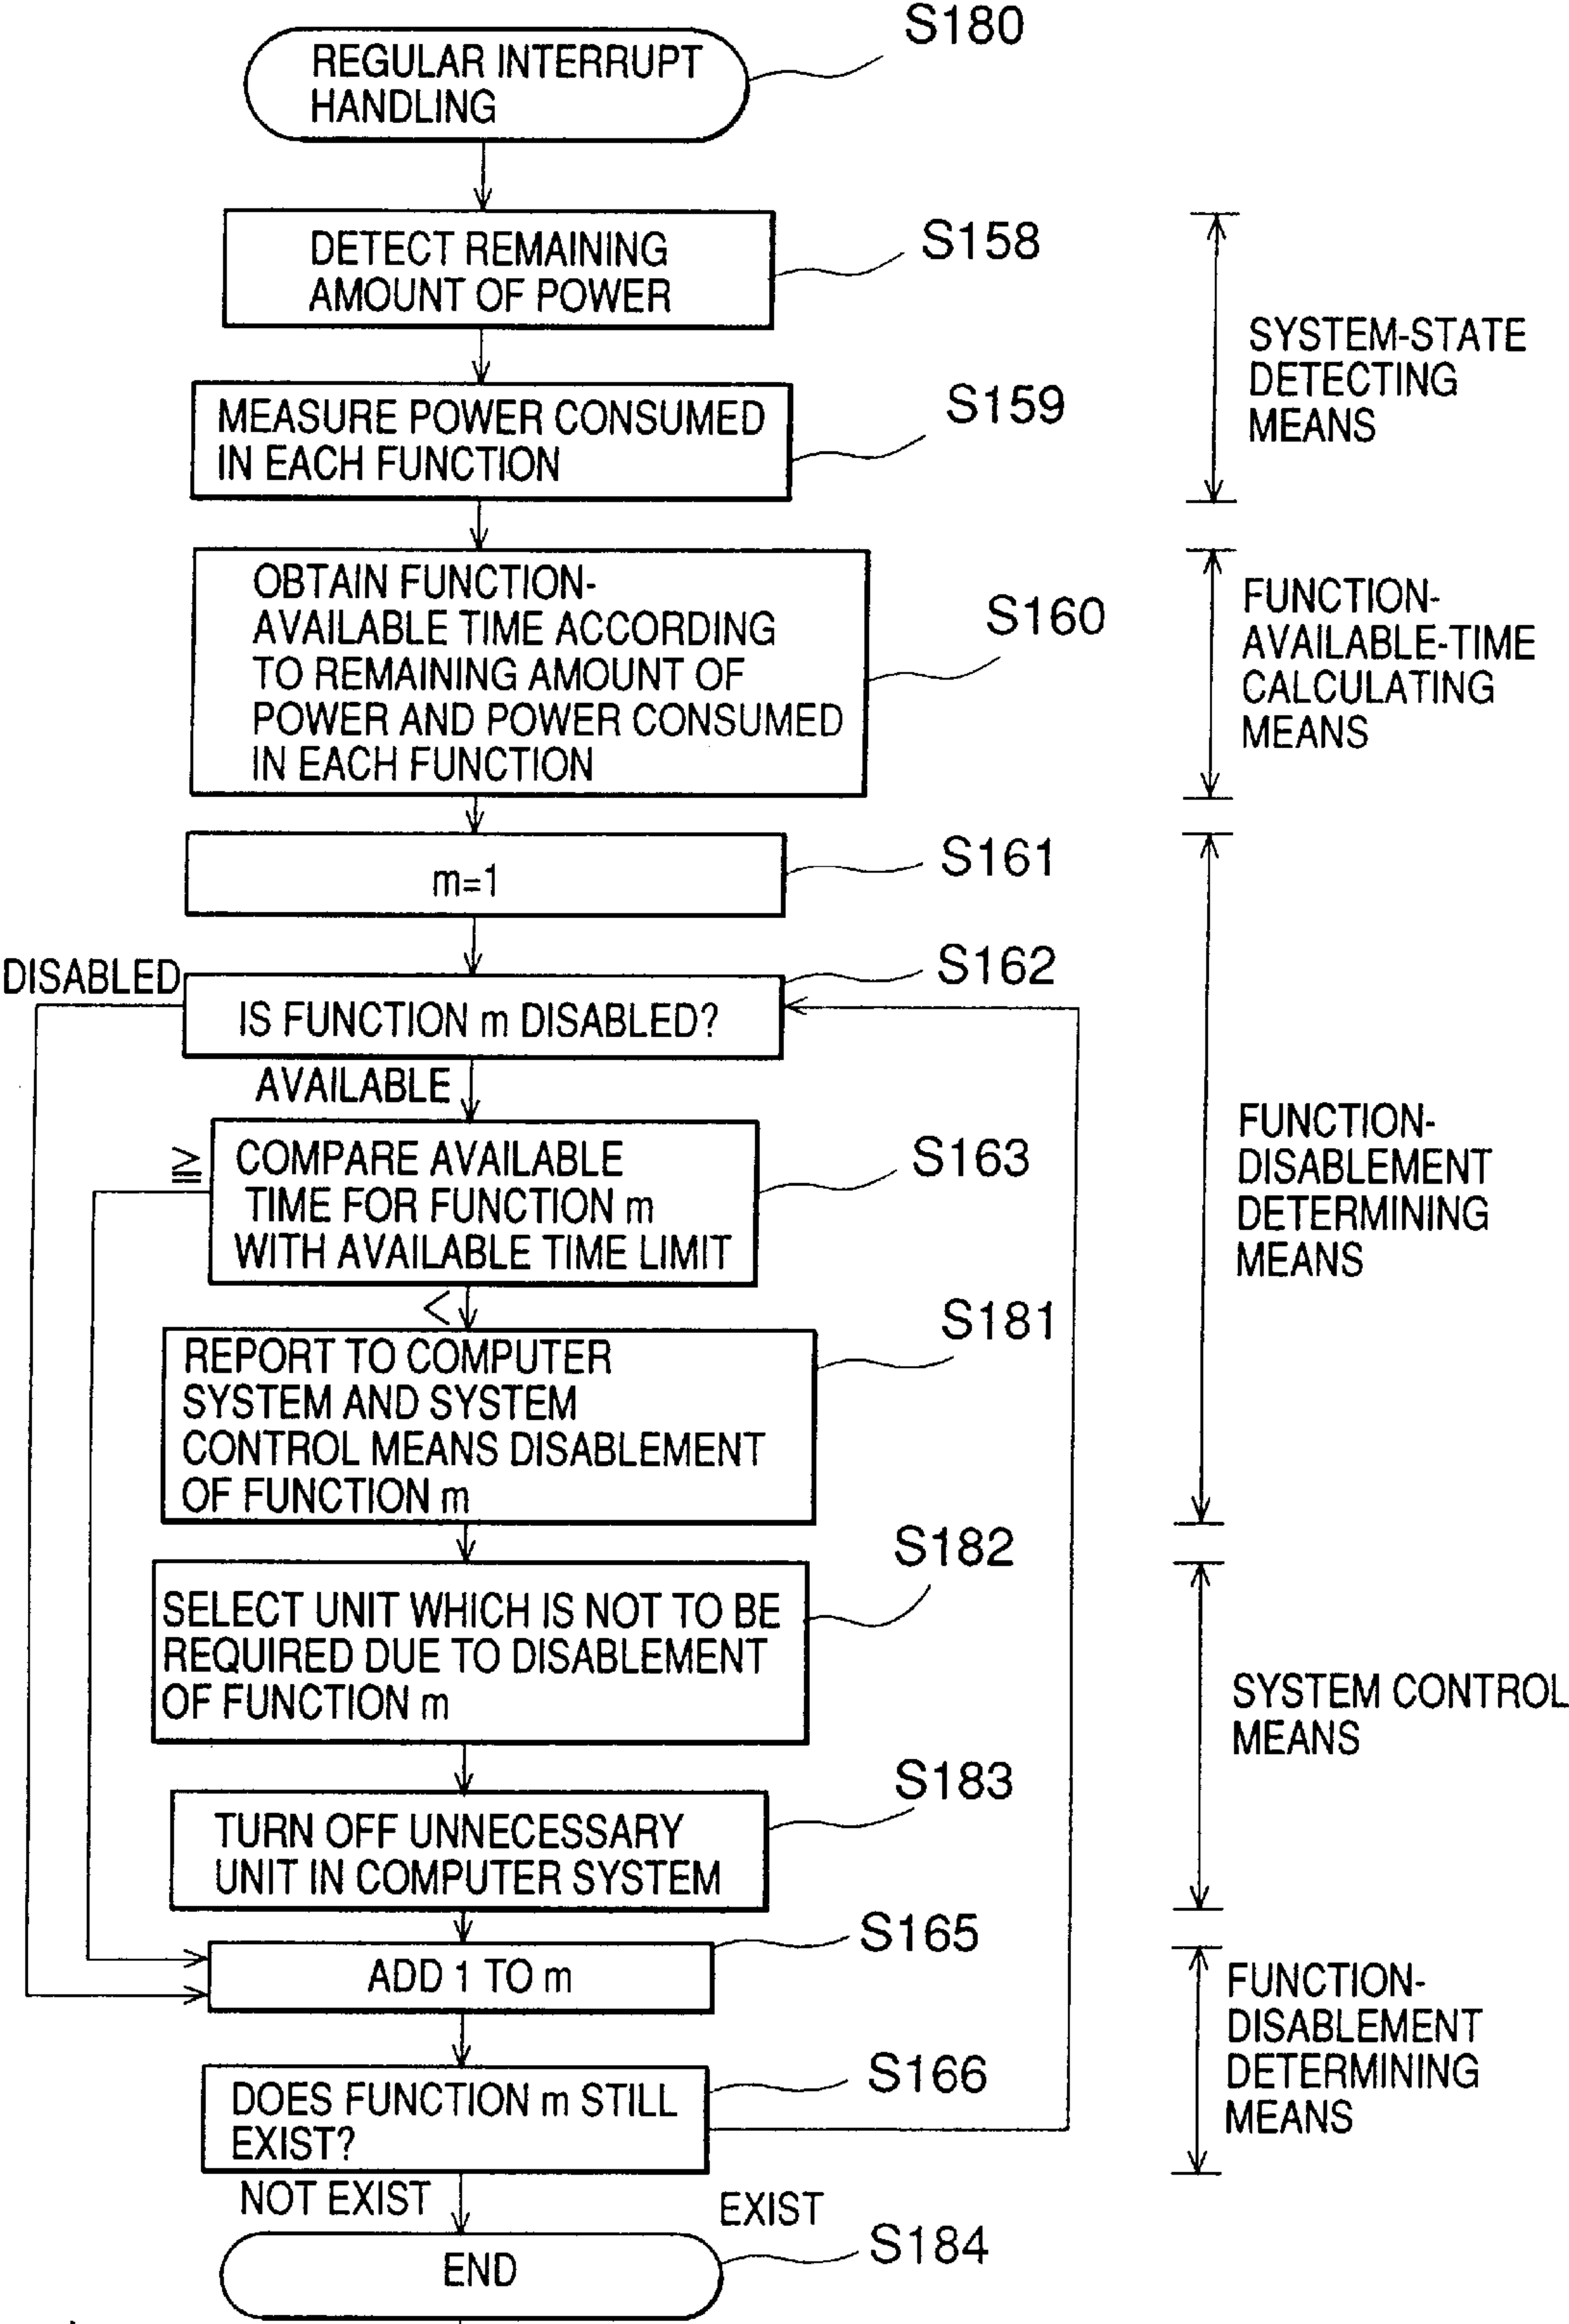 S180
REGULAR INTERRUPT
HANDLING
S158
DETECT REMAINING
AMOUNT OF POWER
SYSTEM-STATE
DETECTING
MEANS
S159
MEASURE POWER CONSUMED
IN EACH FUNCTION
S160
OBTAIN FUNCTION-
AVAILABLE TIME ACCORDING
TO REMAINING AMOUNT OF
POWER AND POWER CONSUMED
IN EACH FUNCTION
FUNCTION-
AVAILABLE-TIME
CALCULATING
MEANS
S161
m=1
S162
DISABLED
IS FUNCTION m DISABLED?
AVAILABLE
S163
≧
COMPARE AVAILABLE
TIME FOR FUNCTION m
WITH AVAILABLE TIME LIMIT
FUNCTION-
DISABLEMENT
DETERMINING
MEANS
<
S181
REPORT TO COMPUTER
SYSTEM AND SYSTEM
CONTROL MEANS DISABLEMENT
OF FUNCTION m
S182
SELECT UNIT WHICH IS NOT TO BE
REQUIRED DUE TO DISABLEMENT
OF FUNCTION m
SYSTEM CONTROL
MEANS
S183
TURN OFF UNNECESSARY
UNIT IN COMPUTER SYSTEM
S165
ADD 1 TO m
FUNCTION-
DISABLEMENT
DETERMINING
MEANS
S166
DOES FUNCTION m STILL
EXIST?
NOT EXIST
EXIST
S184
END